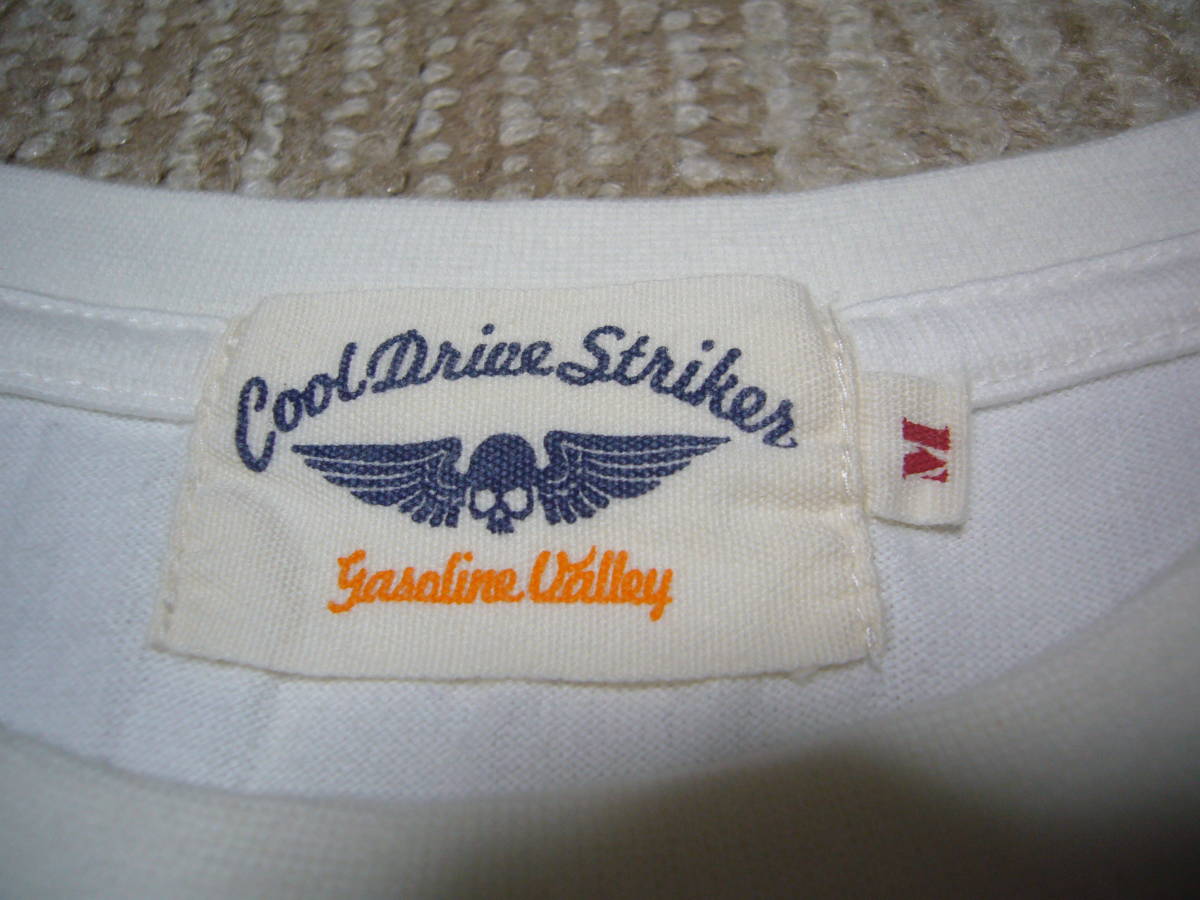 Cool Drive Striker
Gasoline Valley
M